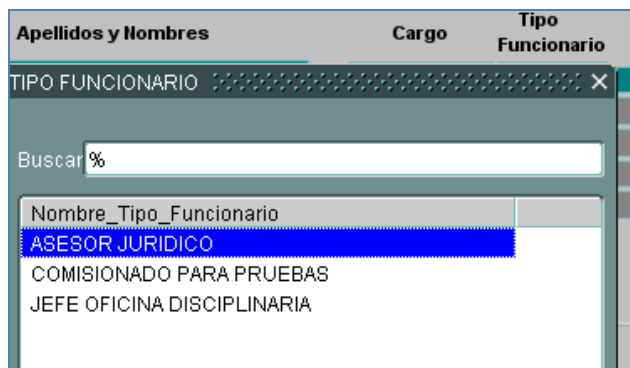 Apellidos y Nombres Cargo Tipo Funcionario
TIPO FUNCIONARIO
Buscar %
Nombre_Tipo_Funcionario
ASESOR JURIDICO
COMISIONADO PARA PRUEBAS
JEFE OFICINA DISCIPLINARIA